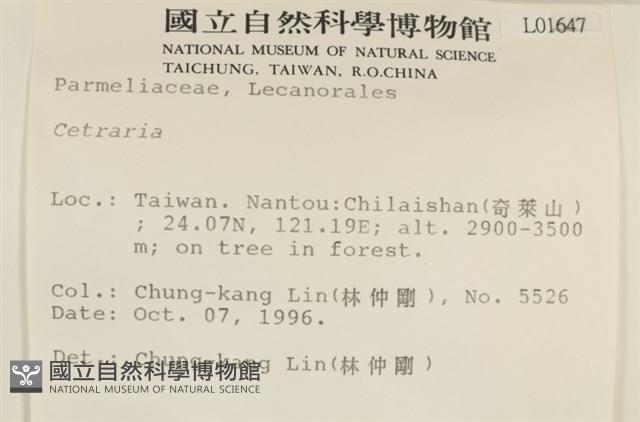 國立自然科學博物館
L01647
NATIONAL MUSEUM OF NATURAL SCIENCE
TAICHUNG, TAIWAN, R.O.CHINA
Parmeliaceae, Lecanorales
Cetraria
Loc.: Taiwan. Nantou:Chilaishan(奇萊山)
; 24.07N, 121.19E; alt. 2900-3500
m; on tree in forest.
Col.: Chung-kang Lin(林仲剛), No. 5526
Date: Oct. 07, 1996.
Det.: Chung-kang Lin(林仲剛)
國立自然科學博物館
NATIONAL MUSEUM OF NATURAL SCIENCE